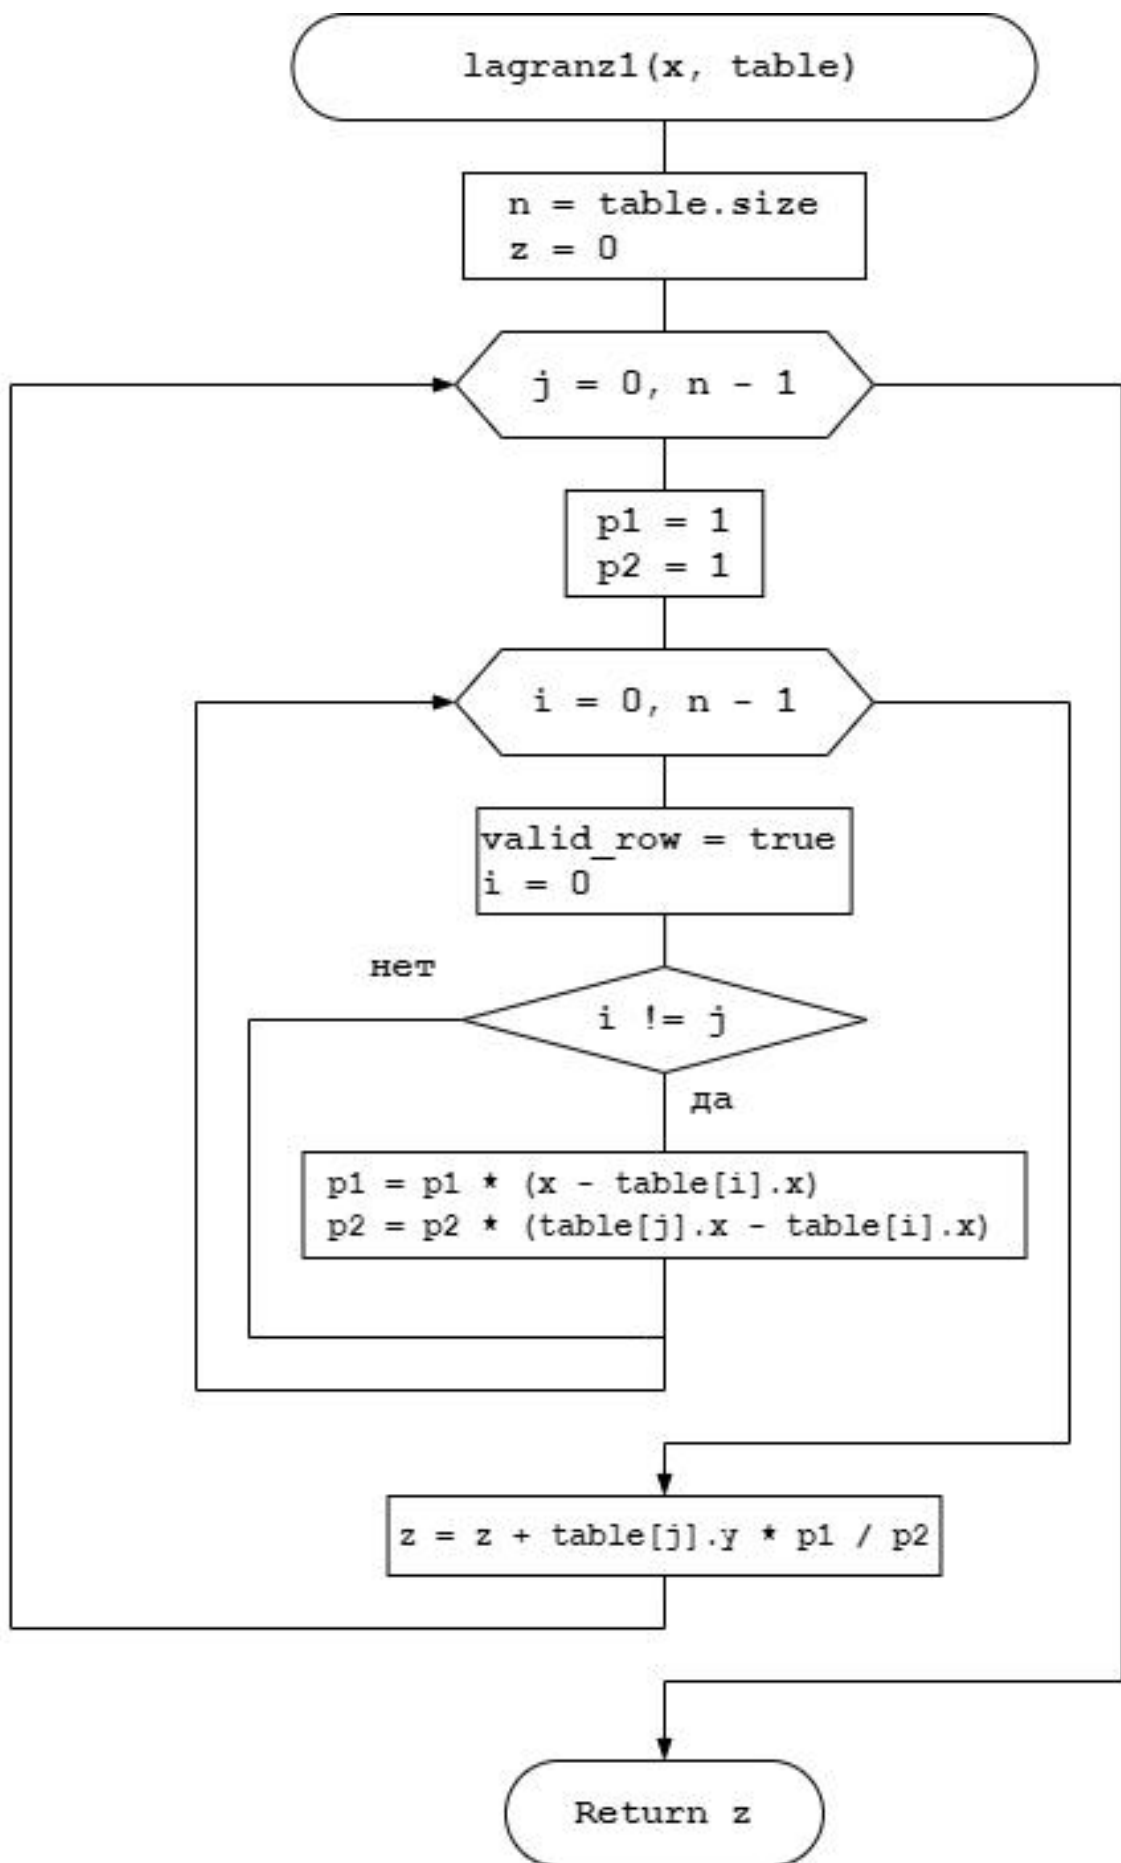 lagranz1(x, table)
n = table.size
z = 0
j = 0, n - 1
p1 = 1
p2 = 1
i = 0, n - 1
valid_row = true
i = 0
нет
i != j
да
p1 = p1 * (x - table[i].x)
p2 = p2 * (table[j].x - table[i].x)
z = z + table[j].y * p1 / p2
Return z